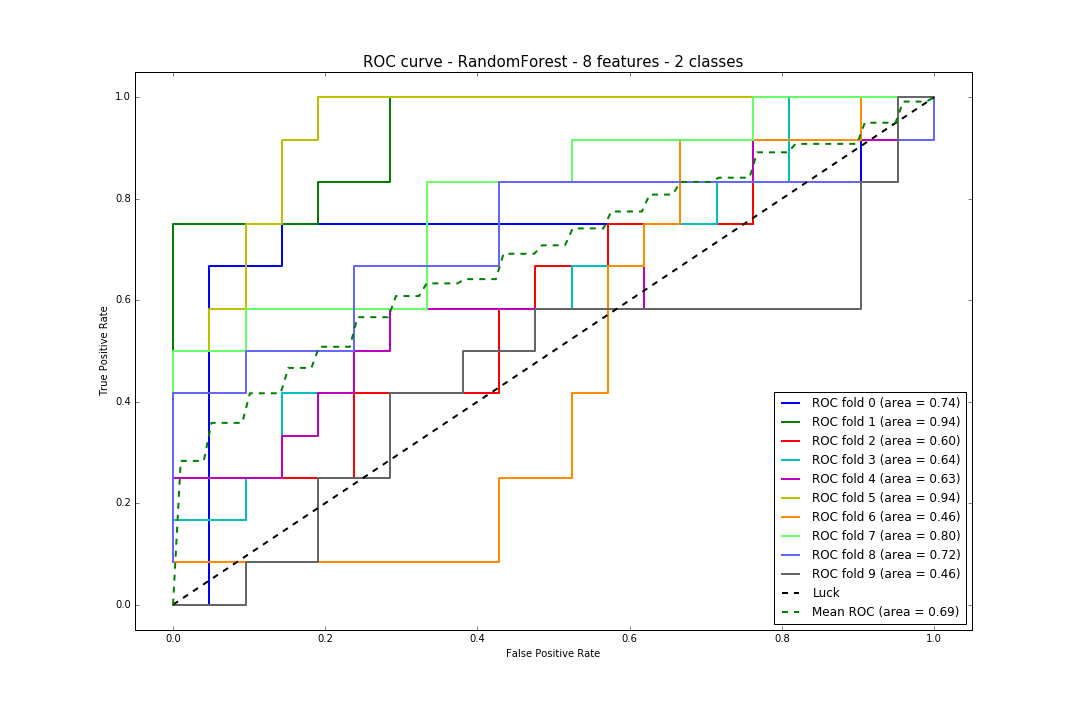 ROC curve - RandomForest - 8 features - 2 classes
1.0
0.8
0.6
0.4
0.2
0.0
True Positive Rate
0.0 0.2 0.4 0.6 0.8 1.0
False Positive Rate
ROC fold 0 (area = 0.74)
ROC fold 1 (area = 0.94)
ROC fold 2 (area = 0.60)
ROC fold 3 (area = 0.64)
ROC fold 4 (area = 0.63)
ROC fold 5 (area = 0.94)
ROC fold 6 (area = 0.46)
ROC fold 7 (area = 0.80)
ROC fold 8 (area = 0.72)
ROC fold 9 (area = 0.46)
Luck
Mean ROC (area = 0.69)